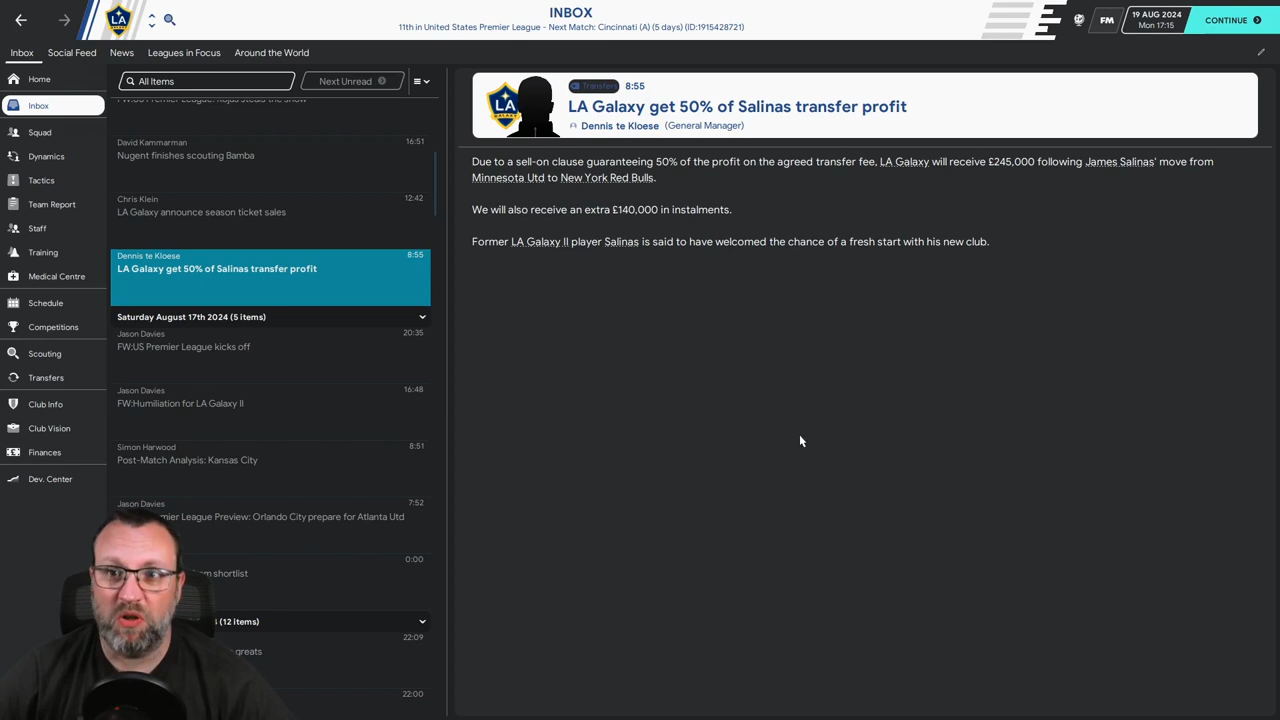 INBOX
11th in United States Premier League - Next Match: Cincinnati (A) (5 days) (ID:1915428721)
FM
19 AUG 2024
Mon 17:15
CONTINUE
Inbox
Social Feed
News
Leagues in Focus
Around the World
Home
Inbox
Squad
Dynamics
Tactics
Team Report
Staff
Training
Medical Centre
Schedule
Competitions
Scouting
Transfers
Club Info
Club Vision
Finances
Dev. Center
All Items
Next Unread
FW:US Premier League: Rojas steals the show
David Kammarman 16:51
Nugent finishes scouting Bamba
Chris Klein 12:42
LA Galaxy announce season ticket sales
Dennis te Kloese 8:55
LA Galaxy get 50% of Salinas transfer profit
Saturday August 17th 2024 (5 items)
Jason Davies 20:35
FW:US Premier League kicks off
Jason Davies 16:48
FW:Humiliation for LA Galaxy II
Simon Harwood 8:51
Post-Match Analysis: Kansas City
Jason Davies 7:52
League Preview: Orlando City prepare for Atlanta Utd
0:00
shortlist
(12 items)
22:09
greats
22:00
LA
Transfers 8:55
LA Galaxy get 50% of Salinas transfer profit
Dennis te Kloese (General Manager)
Due to a sell-on clause guaranteeing 50% of the profit on the agreed transfer fee, LA Galaxy will receive £245,000 following James Salinas' move from
Minnesota Utd to New York Red Bulls.
We will also receive an extra £140,000 in instalments.
Former LA Galaxy II player Salinas is said to have welcomed the chance of a fresh start with his new club.